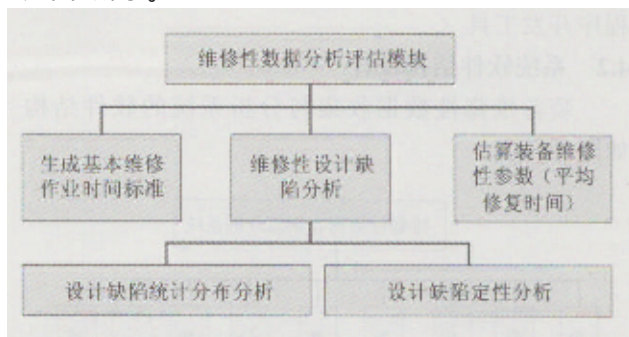 维修性数据分析评估模块
生成基本维修
作业时间标准
维修性设计缺
陷分析
估算装备维修
性参数（平均
修复时间）
设计缺陷统计分布分析
设计缺陷定性分析